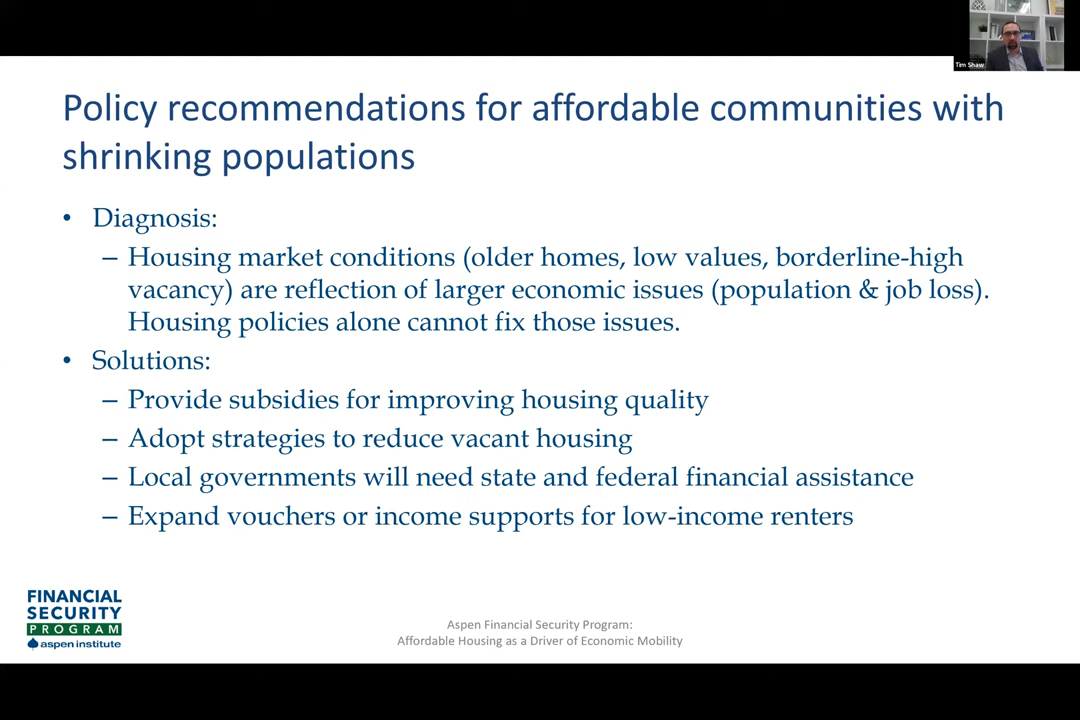 Tim Shaw
Policy recommendations for affordable communities with
shrinking populations
• Diagnosis:
– Housing market conditions (older homes, low values, borderline-high
vacancy) are reflection of larger economic issues (population & job loss).
Housing policies alone cannot fix those issues.
• Solutions:
– Provide subsidies for improving housing quality
– Adopt strategies to reduce vacant housing
– Local governments will need state and federal financial assistance
– Expand vouchers or income supports for low-income renters
FINANCIAL
SECURITY
PROGRAM
aspen institute
Aspen Financial Security Program:
Affordable Housing as a Driver of Economic Mobility